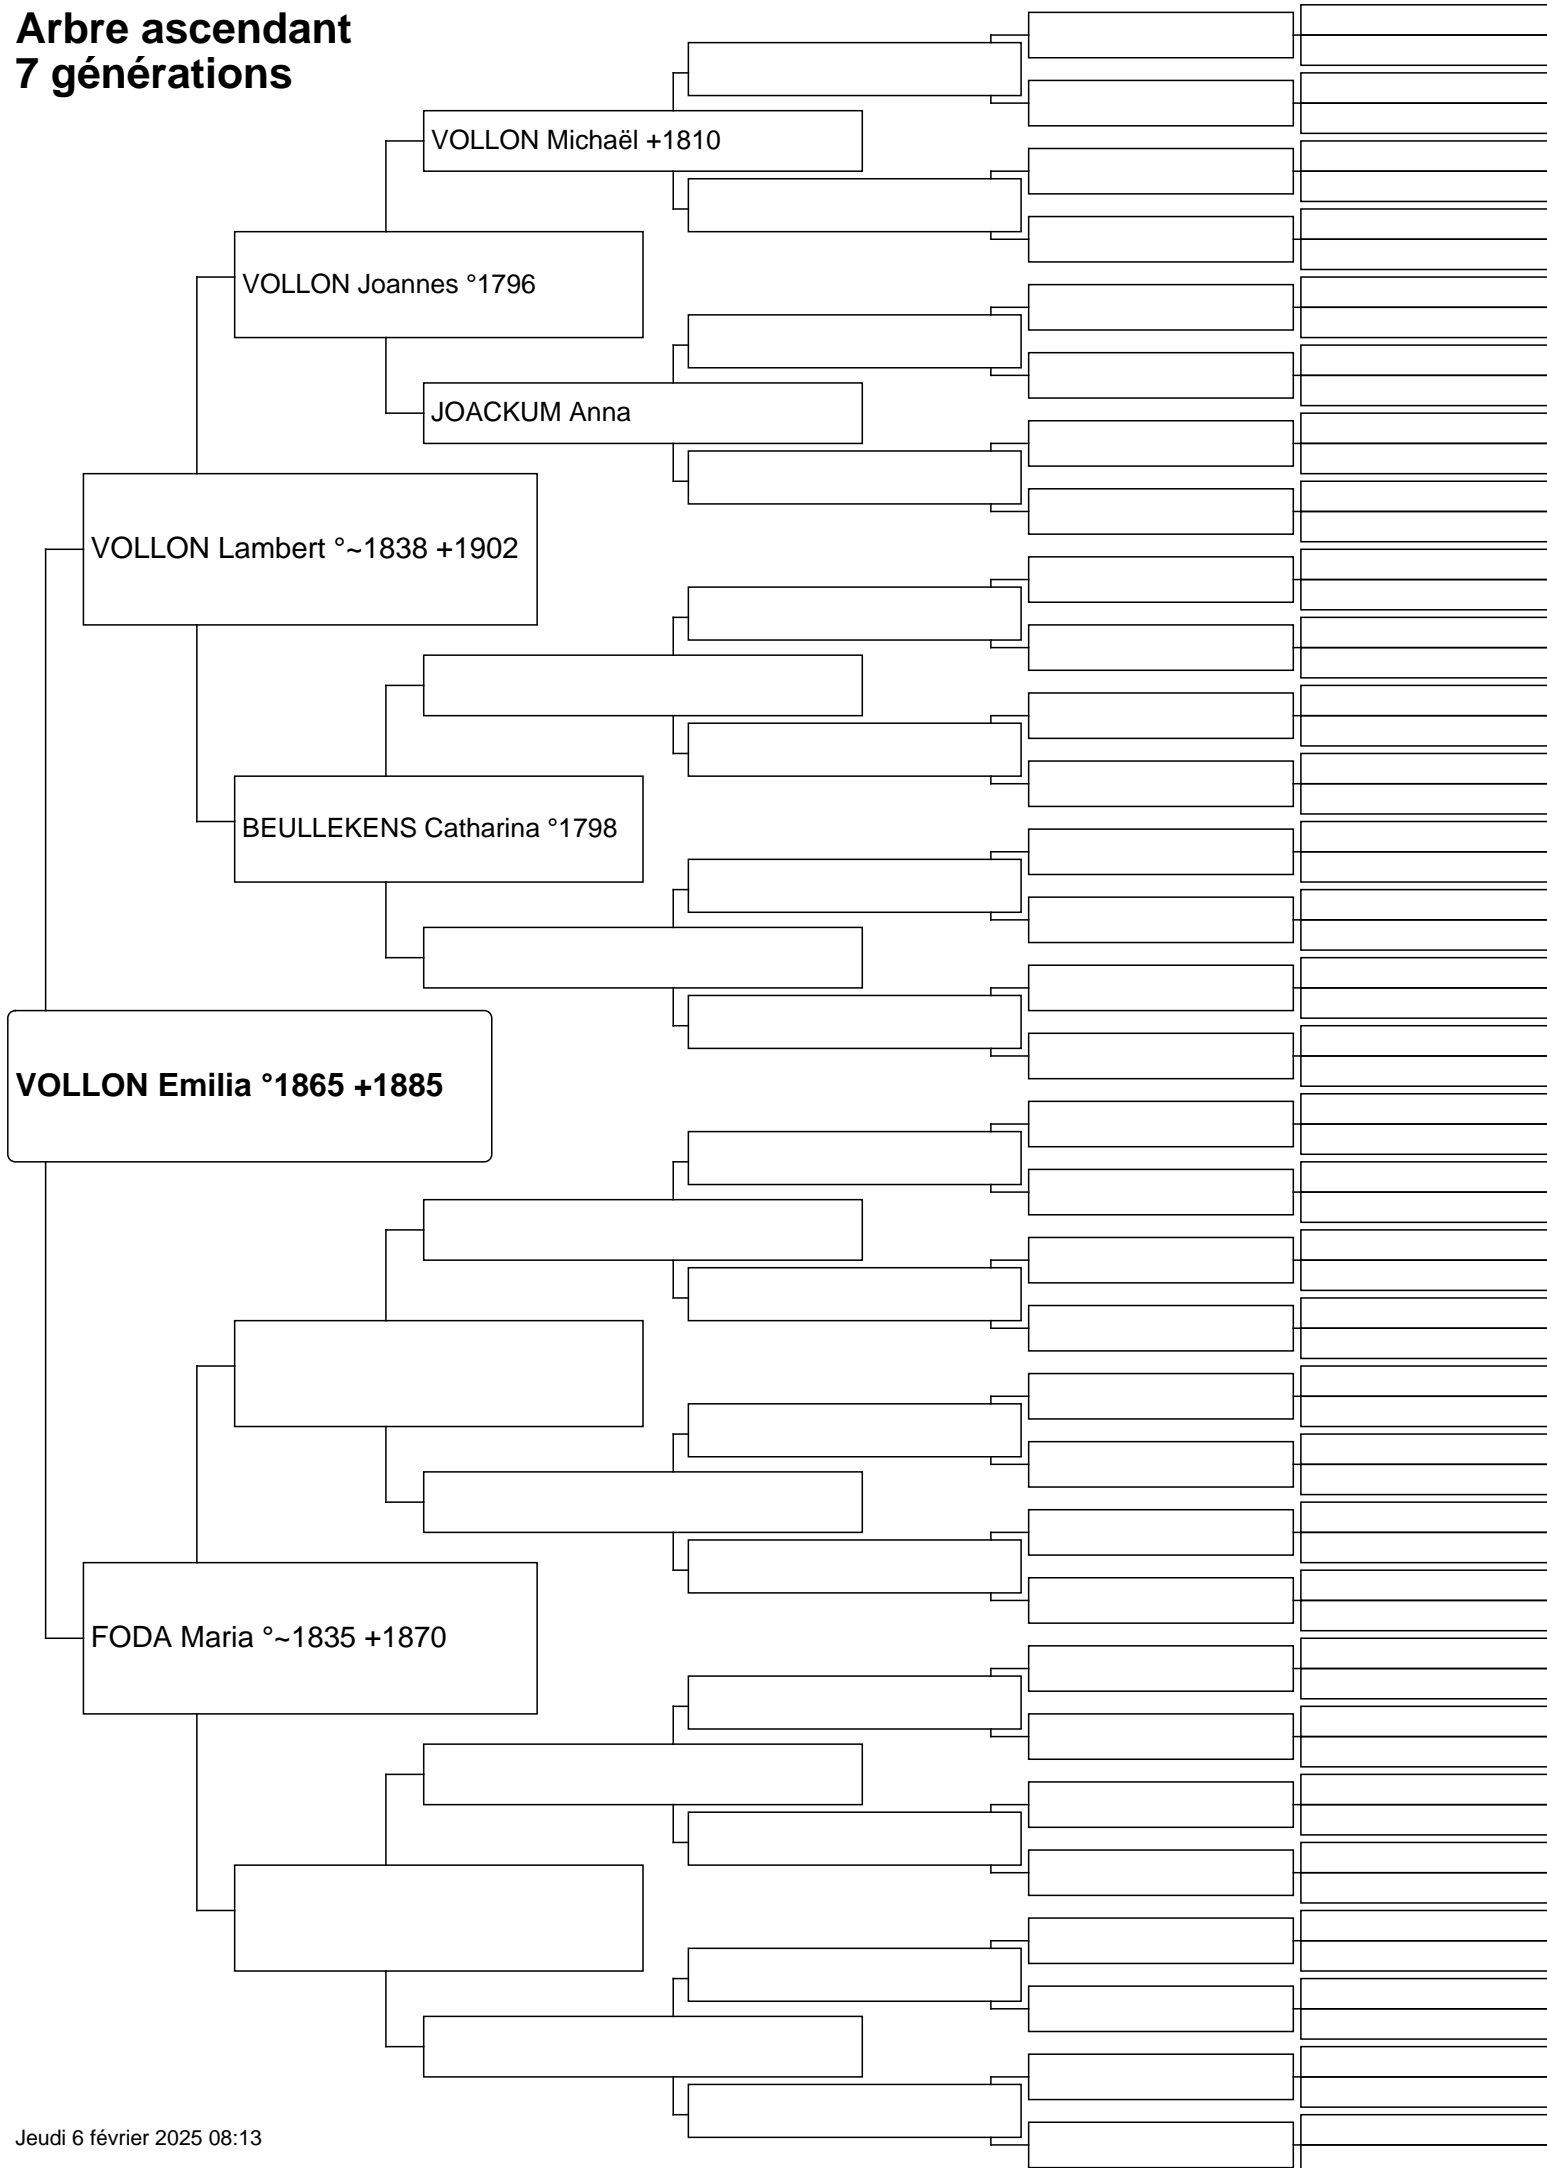 Arbre ascendant
7 générations
VOLLON Michaël +1810
VOLLON Joannes °1796
JOACKUM Anna
VOLLON Lambert °~1838 +1902
BEULLEKENS Catharina °1798
VOLLON Emilia °1865 +1885
FODA Maria °~1835 +1870
Jeudi 6 février 2025 08:13